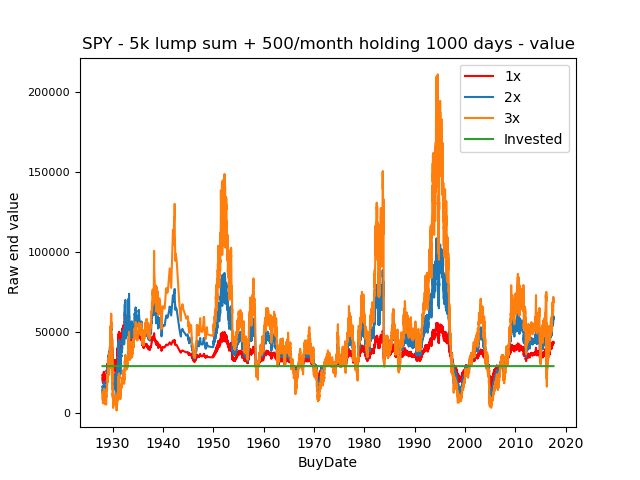 SPY - 5k lump sum + 500/month holding 1000 days - value
1x
2x
3x
Invested
Raw end value
200000
150000
100000
50000
0
1930 1940 1950 1960 1970 1980 1990 2000 2010 2020
BuyDate